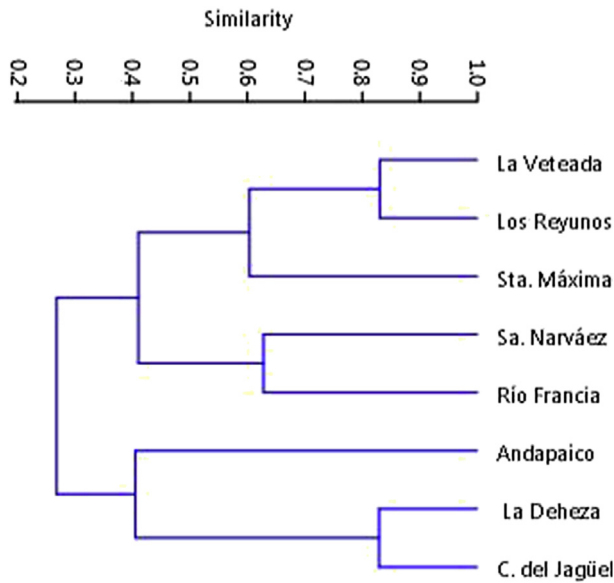 Similarity
0.2 0.3 0.4 0.5 0.6 0.7 0.8 0.9 1.0
La Veteada
Los Reyunos
Sta. Máxima
Sa. Narváez
Río Francia
Andapaico
La Deheza
C. del Jagüel